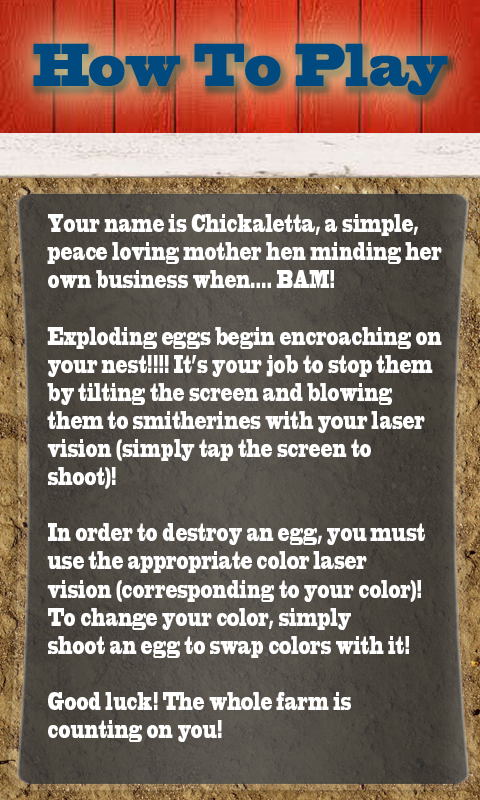 How To Play
Your name is Chickaletta, a simple,
peace loving mother hen minding her
own business when.... BAM!
Exploding eggs begin encroaching on
your nest!!!! It's your job to stop them
by tilting the screen and blowing
them to smitherines with your laser
vision (simply tap the screen to
shoot)!
In order to destroy an egg, you must
use the appropriate color laser
vision (corresponding to your color)!
To change your color, simply
shoot an egg to swap colors with it!
Good luck! The whole farm is
counting on you!